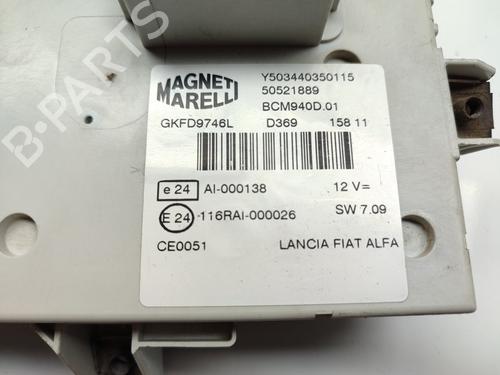 MAGNETI MARELLI
Y503440350115
50521889
BCM940D.01
GKFD9746L D369 158 11
e 24 AI-000138 12 V=
E 24 -116RAI-000026 SW 7.09
CE0051 LANCIA FIAT ALFA
B-PARTS